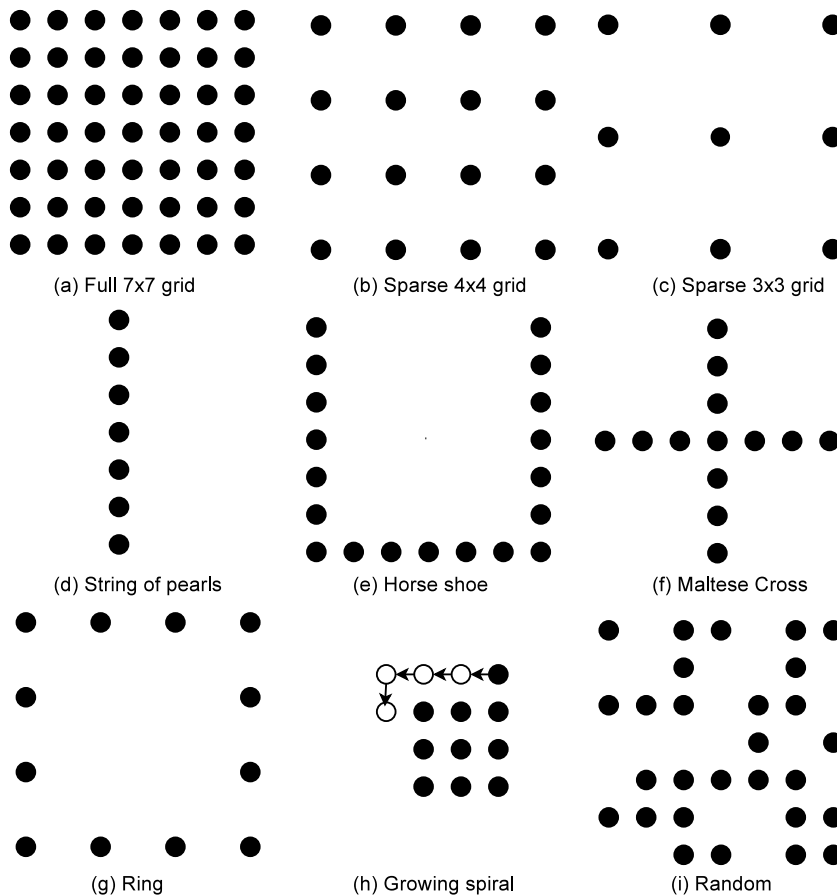 (a) Full 7x7 grid
(b) Sparse 4x4 grid
(c) Sparse 3x3 grid
(d) String of pearls
(e) Horse shoe
(f) Maltese Cross
(g) Ring
(h) Growing spiral
(i) Random